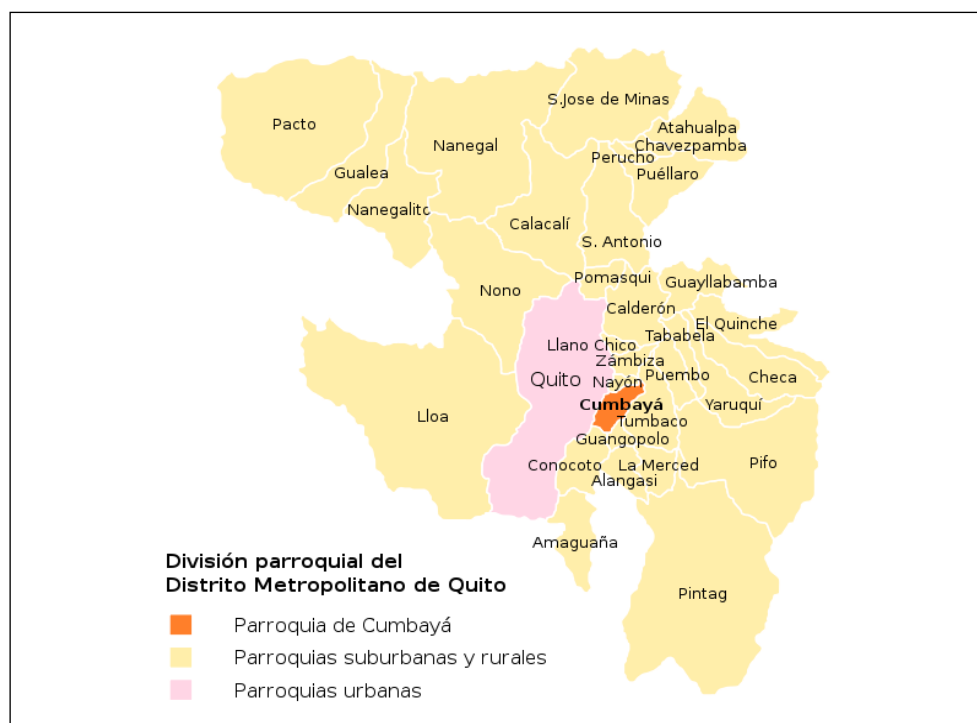 S.Jose de Minas
Pacto
Atahualpa
Nanegal
Chavezpamba
Perucho
Gualea
Puéllaro
Nanegalito
Calacalí
S. Antonio
Pomasqui
Guayllabamba
Nono
Calderón
El Quinche
Tababela
Llano Chico
Zámbiza
Puembo
Checa
Quito
Nayón
Cumbayá
Yaruquí
Lloa
Tumbaco
Guangopolo
Conocoto
La Merced
Pifo
Alangasi
Amaguaña
Pintag
División parroquial del
Distrito Metropolitano de Quito
Parroquia de Cumbayá
Parroquias suburbanas y rurales
Parroquias urbanas